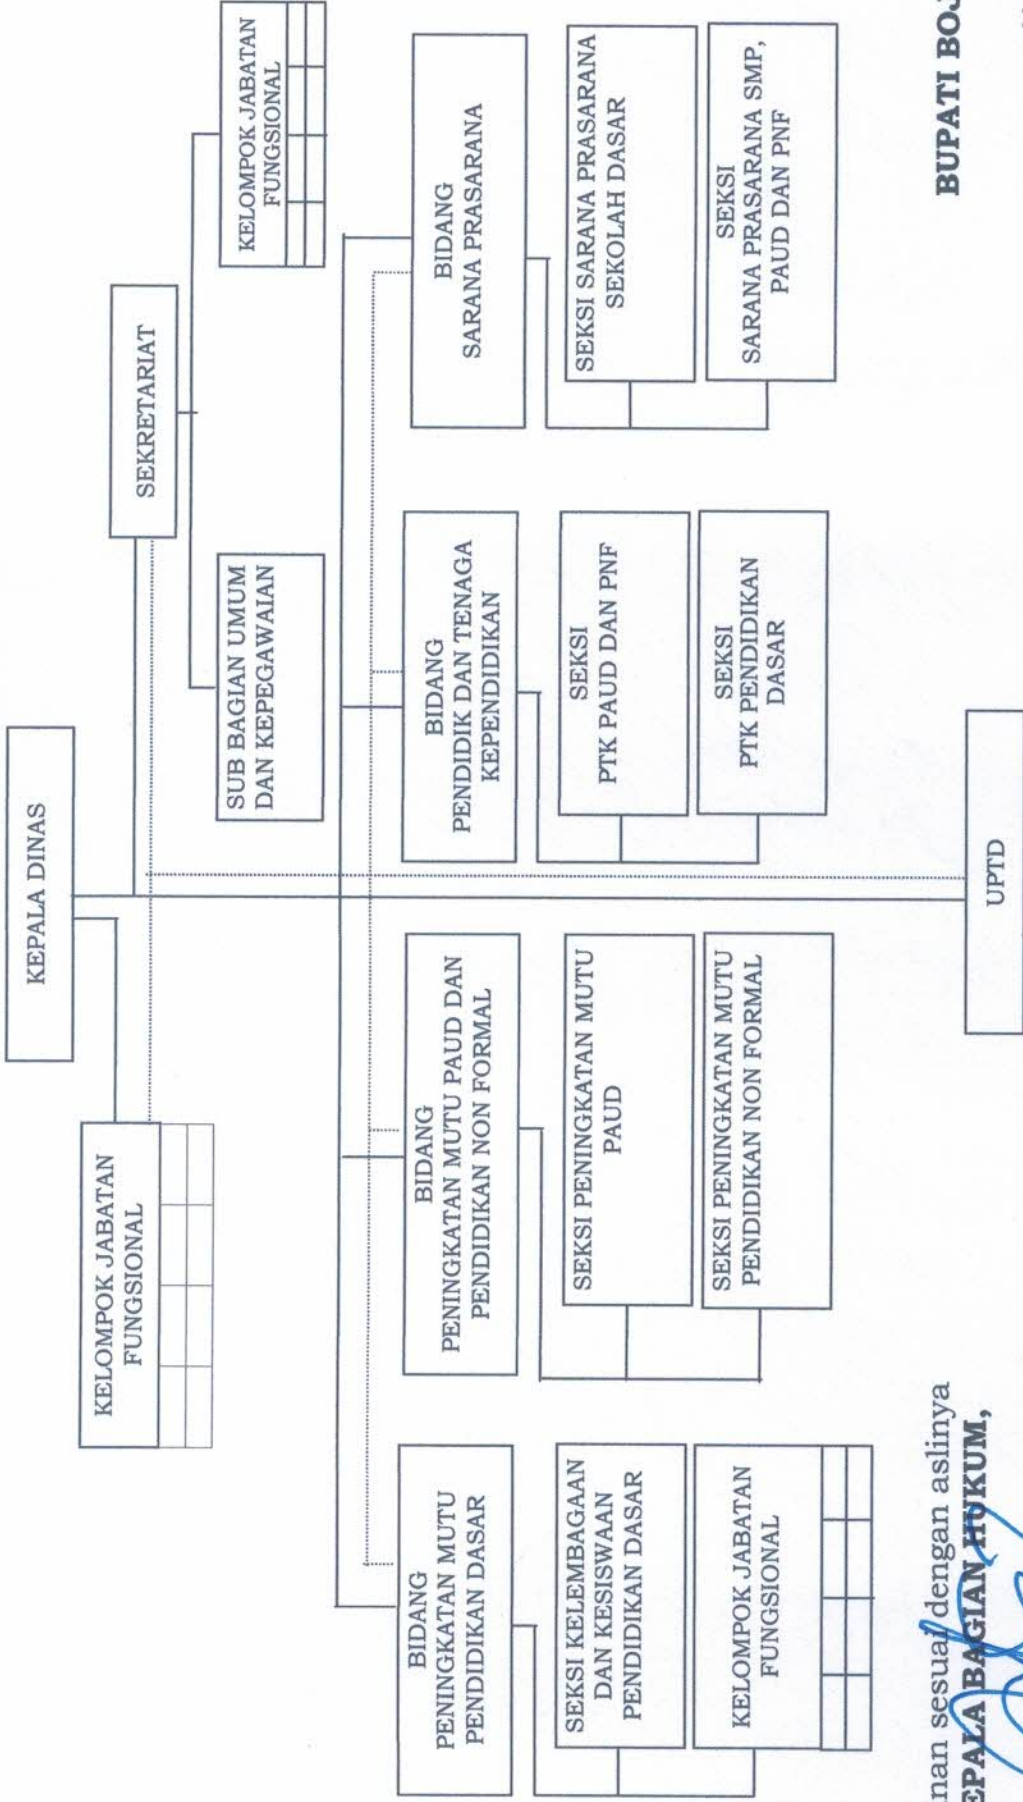 KEPALA DINAS
KELOMPOK JABATAN
FUNGSIONAL
SEKRETARIAT
SUB BAGIAN UMUM
DAN KEPEGAWAIAN
KELOMPOK JABATAN
FUNGSIONAL
BIDANG
PENINGKATAN MUTU
PENDIDIKAN DASAR
SEKSI KELEMBAGAAN
DAN KESISWAAN
PENDIDIKAN DASAR
KELOMPOK JABATAN
FUNGSIONAL
BIDANG
PENINGKATAN MUTU PAUD DAN
PENDIDIKAN NON FORMAL
SEKSI PENINGKATAN MUTU
PAUD
SEKSI PENINGKATAN MUTU
PENDIDIKAN NON FORMAL
BIDANG
PENDIDIK DAN TENAGA
KEPENDIDIKAN
SEKSI
PTK PAUD DAN PNF
SEKSI
PTK PENDIDIKAN
DASAR
BIDANG
SARANA PRASARANA
SEKSI SARANA PRASARANA
SEKOLAH DASAR
SEKSI
SARANA PRASARANA SMP,
PAUD DAN PNF
UPTD
nan sesuai dengan aslinya
EPALA BAGIAN HUKUM,
BUPATI BOJ